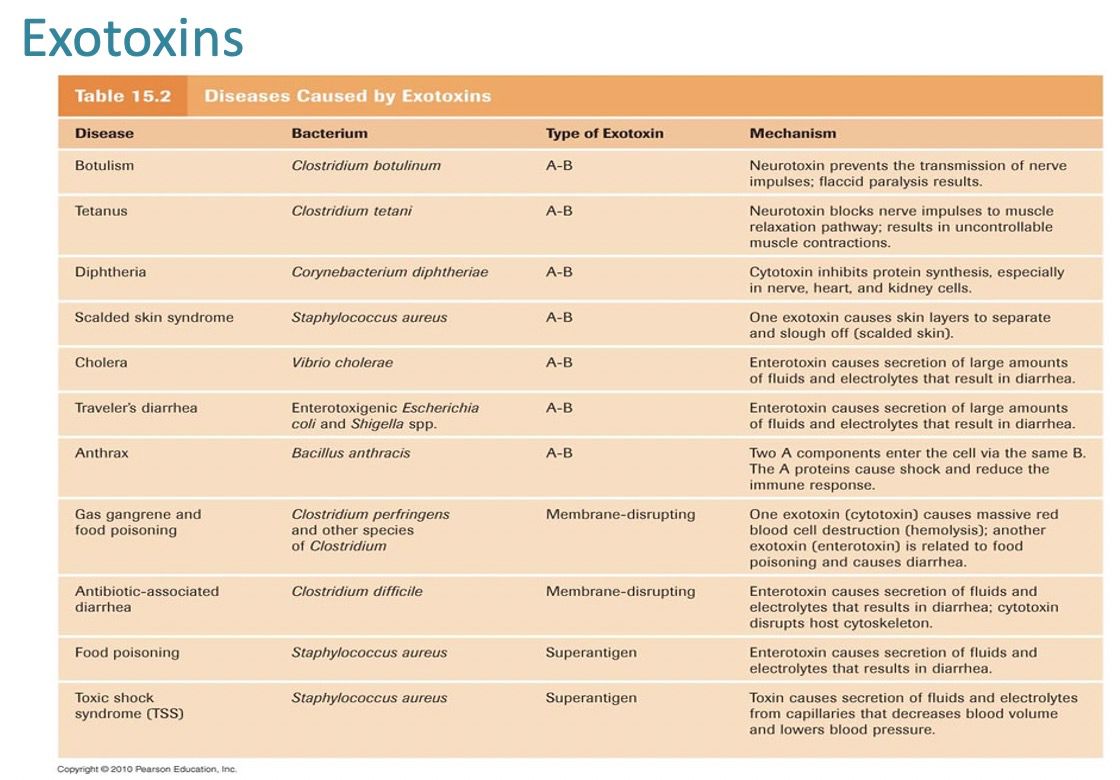 Exotoxins
Table 15.2 Diseases Caused by Exotoxins
Disease Bacterium Type of Exotoxin Mechanism
Botulism Clostridium botulinum A-B Neurotoxin prevents the transmission of nerve
impulses; flaccid paralysis results.
Tetanus Clostridium tetani A-B Neurotoxin blocks nerve impulses to muscle
relaxation pathway; results in uncontrollable
muscle contractions.
Diphtheria Corynebacterium diphtheriae A-B Cytotoxin inhibits protein synthesis, especially
in nerve, heart, and kidney cells.
Scalded skin syndrome Staphylococcus aureus A-B One exotoxin causes skin layers to separate
and slough off (scalded skin).
Cholera Vibrio cholerae A-B Enterotoxin causes secretion of large amounts
of fluids and electrolytes that result in diarrhea.
Traveler's diarrhea Enterotoxigenic Escherichia A-B Enterotoxin causes secretion of large amounts
coli and Shigella spp. of fluids and electrolytes that result in diarrhea.
Anthrax Bacillus anthracis A-B Two A components enter the cell via the same B.
The A proteins cause shock and reduce the
immune response.
Gas gangrene and Clostridium perfringens Membrane-disrupting One exotoxin (cytotoxin) causes massive red
food poisoning and other species blood cell destruction (hemolysis); another
of Clostridium exotoxin (enterotoxin) is related to food
poisoning and causes diarrhea.
Antibiotic-associated Clostridium difficile Membrane-disrupting Enterotoxin causes secretion of fluids and
diarrhea electrolytes that results in diarrhea; cytotoxin
disrupts host cytoskeleton.
Food poisoning Staphylococcus aureus Superantigen Enterotoxin causes secretion of fluids and
electrolytes that results in diarrhea.
Toxic shock Staphylococcus aureus Superantigen Toxin causes secretion of fluids and electrolytes
syndrome (TSS) from capillaries that decreases blood volume
and lowers blood pressure.
Copyright © 2010 Pearson Education, Inc.